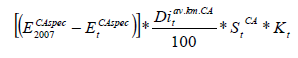 [(E_{2007}^{CAspec} − E_{t}^{CAspec})] * \frac{Di_{t}^{av.km.CA}}{100} * S_{t}^{CA} * K_{t}